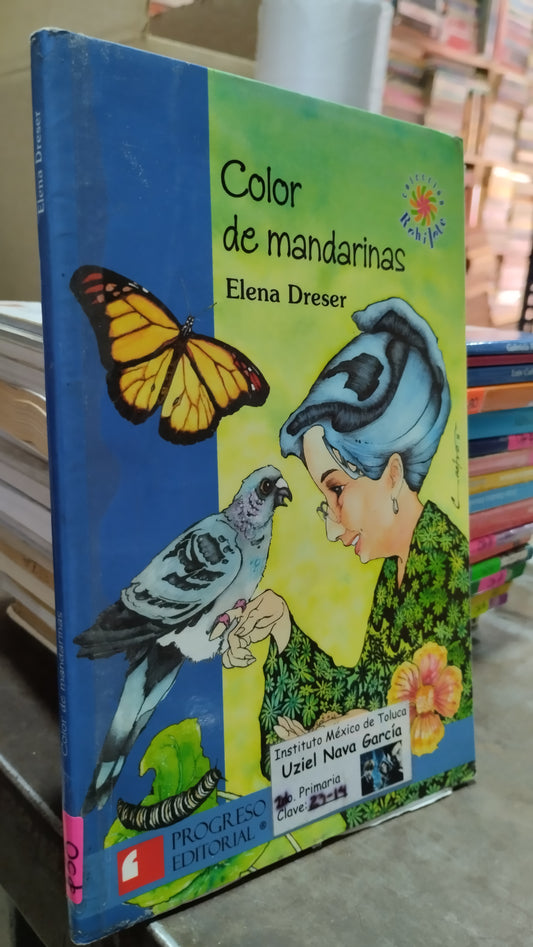 Elena Dreser
Color de mandarinas
Color
de mandarinas
Elena Dreser
Colección
Rehilete
Instituto México de Toluca
Uziel Nava García
2do. Primaria
Clave: 23-14
PROGRESO
EDITORIAL ®